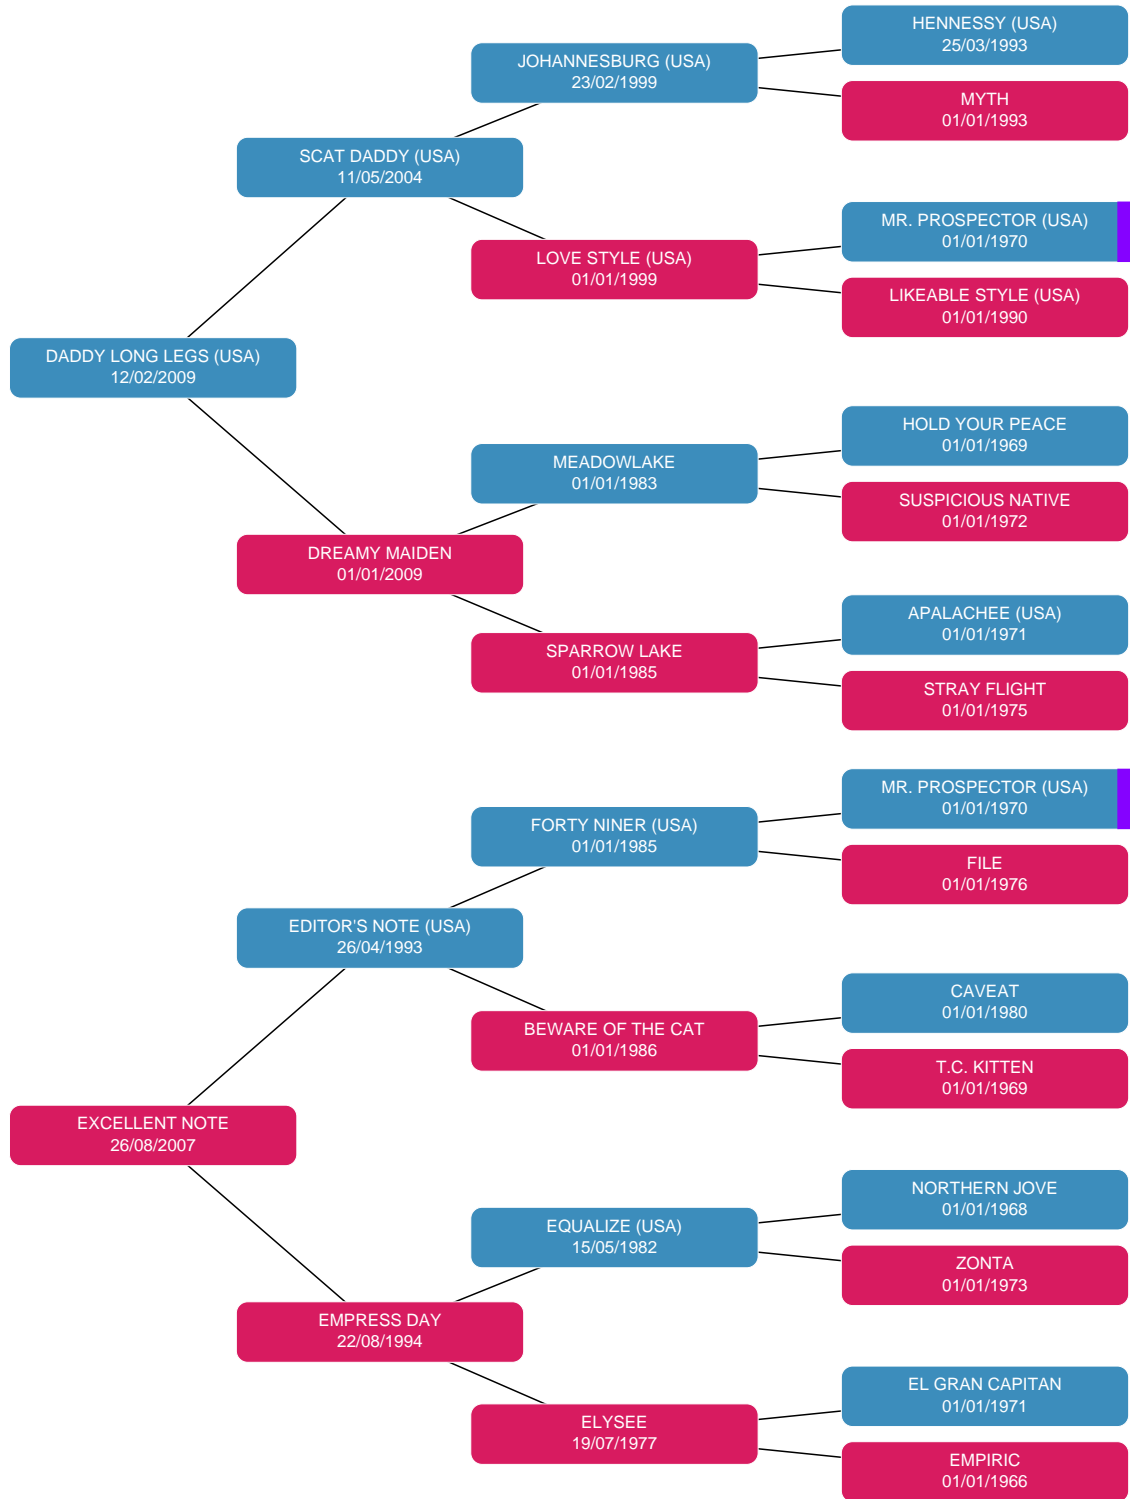 HENNESSY (USA)
25/03/1993
JOHANNESBURG (USA)
23/02/1999
MYTH
01/01/1993
SCAT DADDY (USA)
11/05/2004
MR. PROSPECTOR (USA)
01/01/1970
LOVE STYLE (USA)
01/01/1999
LIKEABLE STYLE (USA)
01/01/1990
DADDY LONG LEGS (USA)
12/02/2009
HOLD YOUR PEACE
01/01/1969
MEADOWLAKE
01/01/1983
SUSPICIOUS NATIVE
01/01/1972
DREAMY MAIDEN
01/01/2009
APALACHEE (USA)
01/01/1971
SPARROW LAKE
01/01/1985
STRAY FLIGHT
01/01/1975
MR. PROSPECTOR (USA)
01/01/1970
FORTY NINER (USA)
01/01/1985
FILE
01/01/1976
EDITOR'S NOTE (USA)
26/04/1993
CAVEAT
01/01/1980
BEWARE OF THE CAT
01/01/1986
T.C. KITTEN
01/01/1969
EXCELLENT NOTE
26/08/2007
NORTHERN JOVE
01/01/1968
EQUALIZE (USA)
15/05/1982
ZONTA
01/01/1973
EMPRESS DAY
22/08/1994
EL GRAN CAPITAN
01/01/1971
ELYSEE
19/07/1977
EMPIRIC
01/01/1966